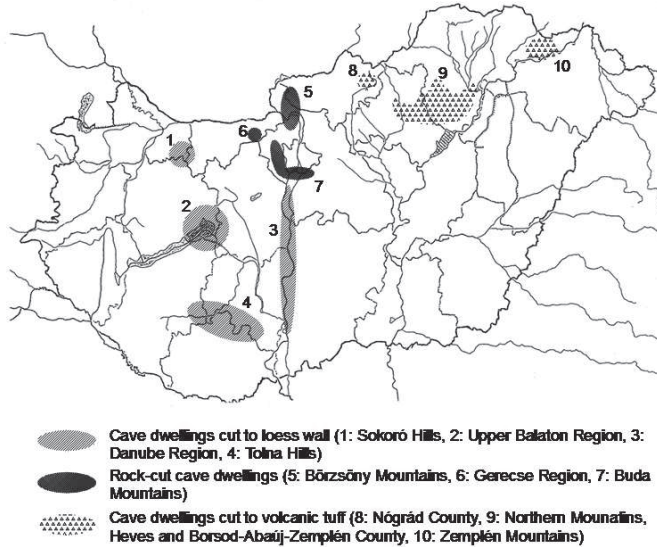 8
9
10
5
6
1
7
2
3
4
Cave dwellings cut to loess wall (1: Sokoró Hills, 2: Upper Balaton Region, 3:
Danube Region, 4: Tolna Hills)
Rock-cut cave dwellings (5: Börzsöny Mountains, 6: Gerecse Region, 7: Buda
Mountains)
Cave dwellings cut to volcanic tuff (8: Nógrád County, 9: Northern Mounatins,
Heves and Borsod-Abaúj-Zemplén County, 10: Zemplén Mountains)